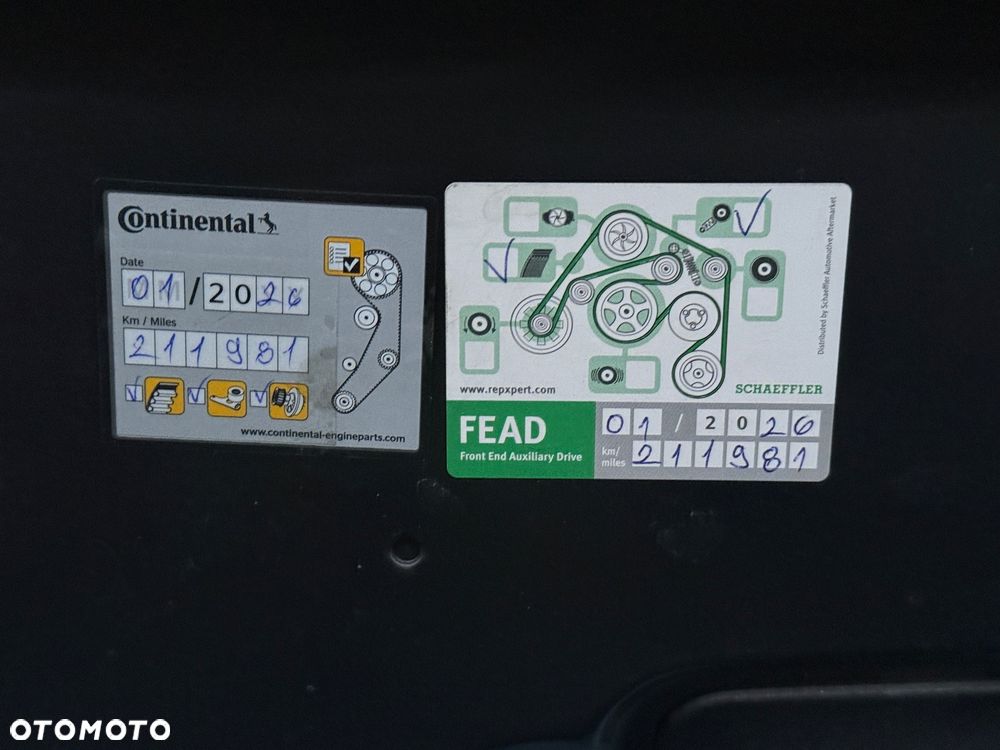 Continental
Date
01/2026
Km / Miles
211981
www.continental-engineparts.com
Distributed by Schaeffler Automotive Aftermarket
www.repxpert.com
SCHAEFFLER
FEAD
Front End Auxiliary Drive
01/2026
km/
miles
211981
OTOMOTO